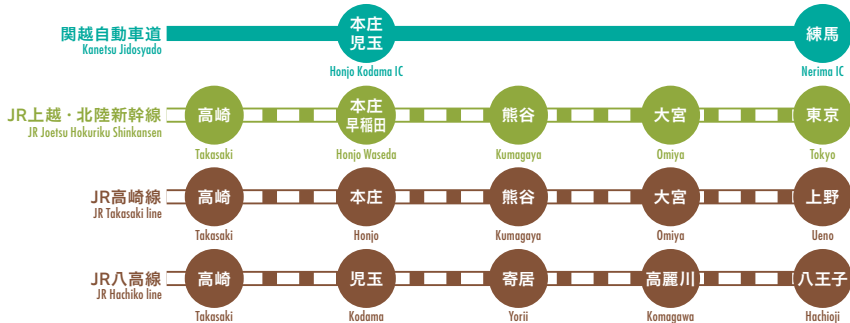 関越自動車道
Kanetsu Jidosyado
本庄
児玉
Honjo Kodama IC
練馬
Nerima IC
JR上越・北陸新幹線
JR Joetsu Hokuriku Shinkansen
高崎
Takasaki
本庄
早稲田
Honjo Waseda
熊谷
Kumagaya
大宮
Omiya
東京
Tokyo
JR高崎線
JR Takasaki line
高崎
Takasaki
本庄
Honjo
熊谷
Kumagaya
大宮
Omiya
上野
Ueno
JR八高線
JR Hachiko line
高崎
Takasaki
児玉
Kodama
寄居
Yorii
高麗川
Komagawa
八王子
Hachioji